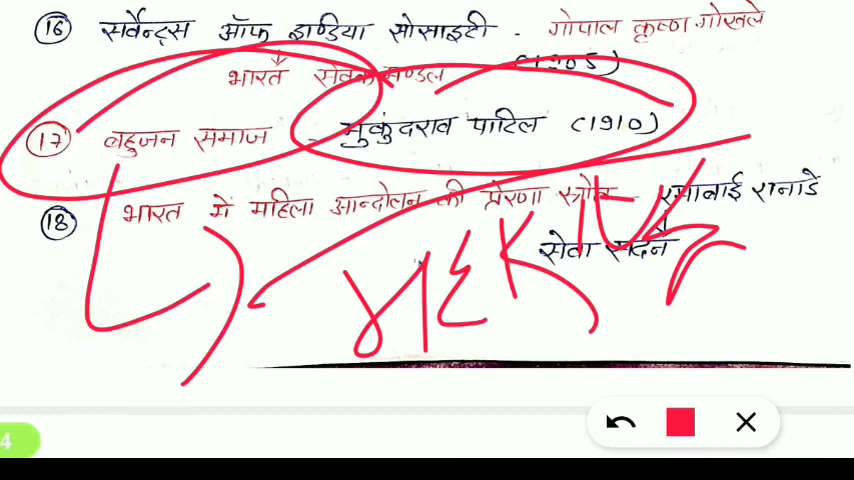 16 सर्वेन्ट्स ऑफ इण्डिया सोसाइटी - गोपाल कृष्ण गोखले
भारत सेवक मण्डल (1905)
17 बहुजन समाज - मुकुंदराव पाटिल (1910)
18 भारत में महिला आन्दोलन की प्रेरणा स्त्रोत - रमाबाई रानाडे
सेवा सदन
4